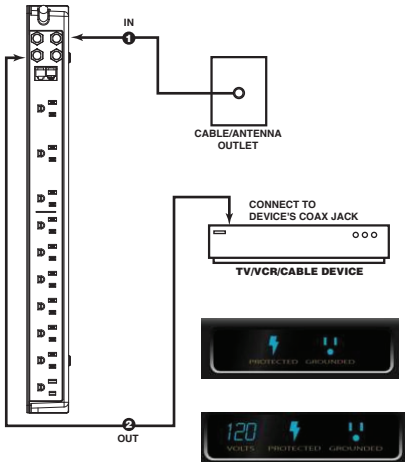 IN
1
CABLE/ANTENNA
OUTLET
CONNECT TO
DEVICE'S COAX JACK
TV/VCR/CABLE DEVICE
PROTECTED GROUNDED
2
OUT
120
VOLTS PROTECTED GROUNDED